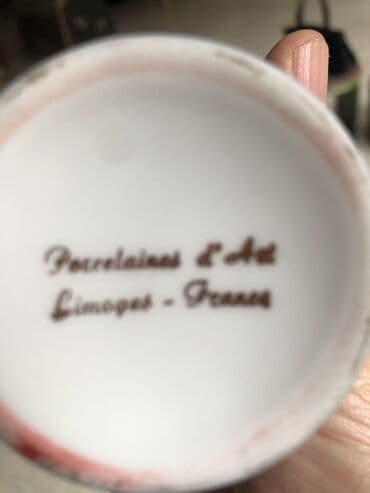 Porcelaines d'Art
Limoges - France